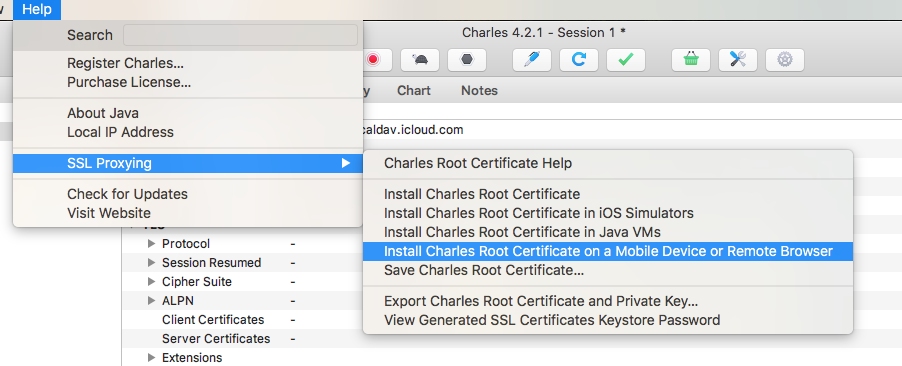 Help
Search
Charles 4.2.1 - Session 1 *
Register Charles...
Purchase License...
Chart
Notes
About Java
Local IP Address
caldav.icloud.com
SSL Proxying
Charles Root Certificate Help
Check for Updates
Install Charles Root Certificate
Visit Website
Install Charles Root Certificate in iOS Simulators
Install Charles Root Certificate in Java VMs
Protocol -
Install Charles Root Certificate on a Mobile Device or Remote Browser
Session Resumed -
Save Charles Root Certificate...
Cipher Suite -
ALPN -
Export Charles Root Certificate and Private Key...
Client Certificates -
View Generated SSL Certificates Keystore Password
Server Certificates -
Extensions